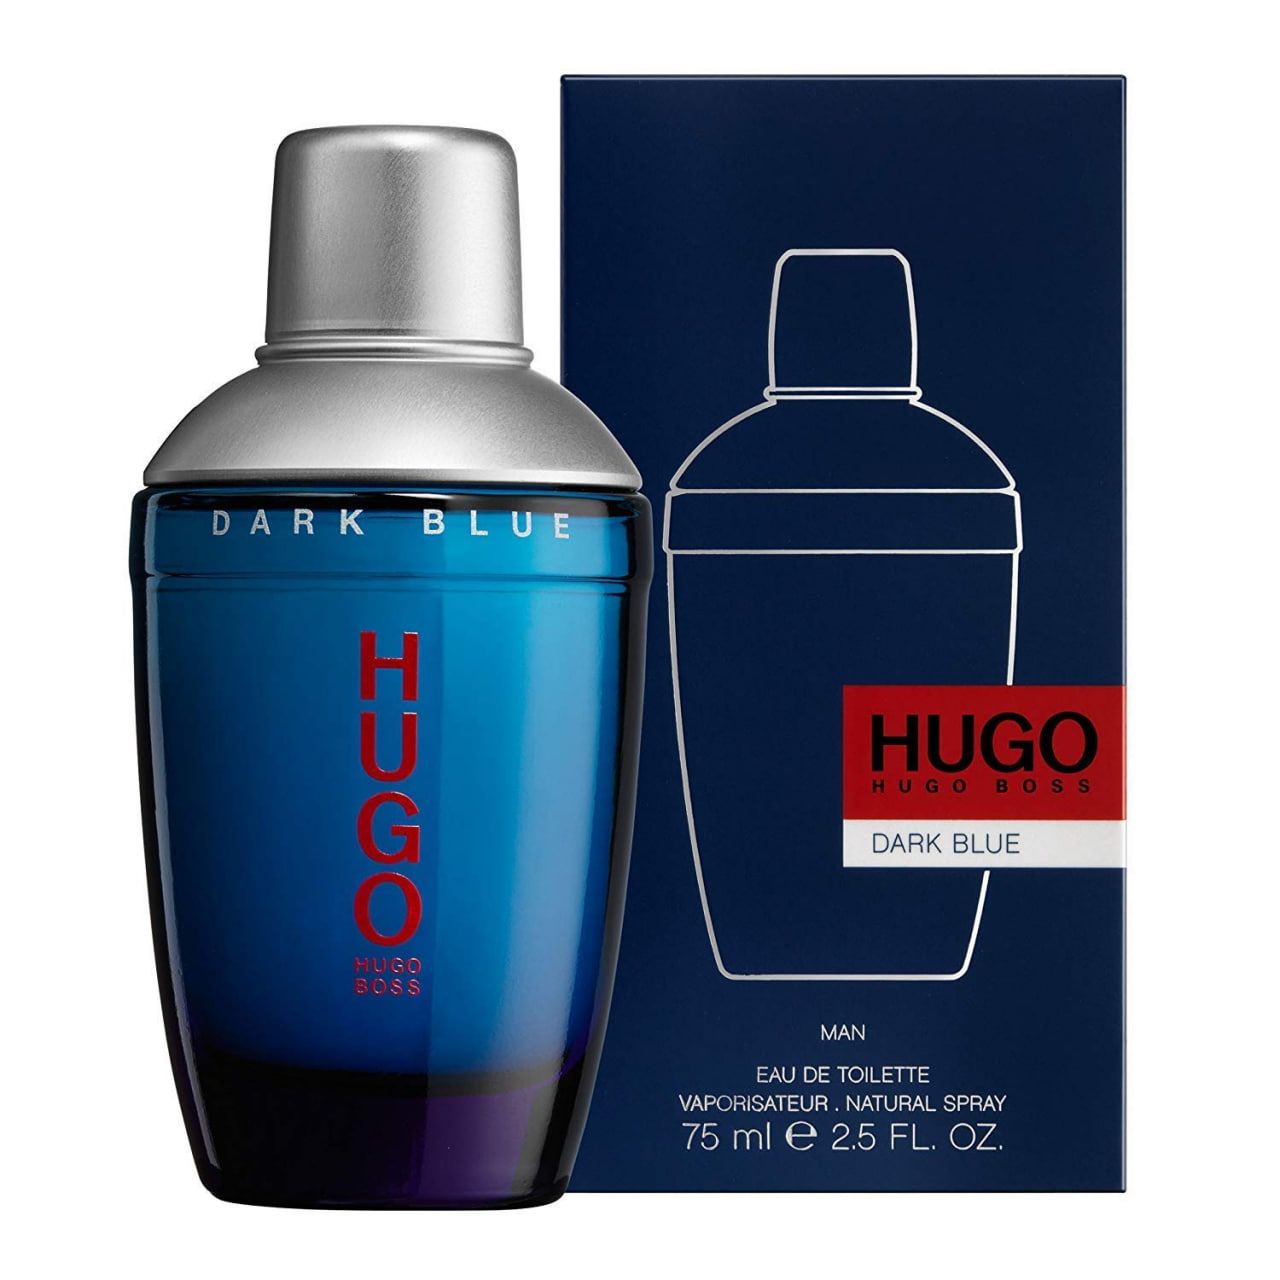 DARK BLUE
HUGO
HUGO
BOSS
HUGO
HUGO BOSS
DARK BLUE
MAN
EAU DE TOILETTE
VAPORISATEUR . NATURAL SPRAY
75 ml ℮ 2.5 FL. OZ.